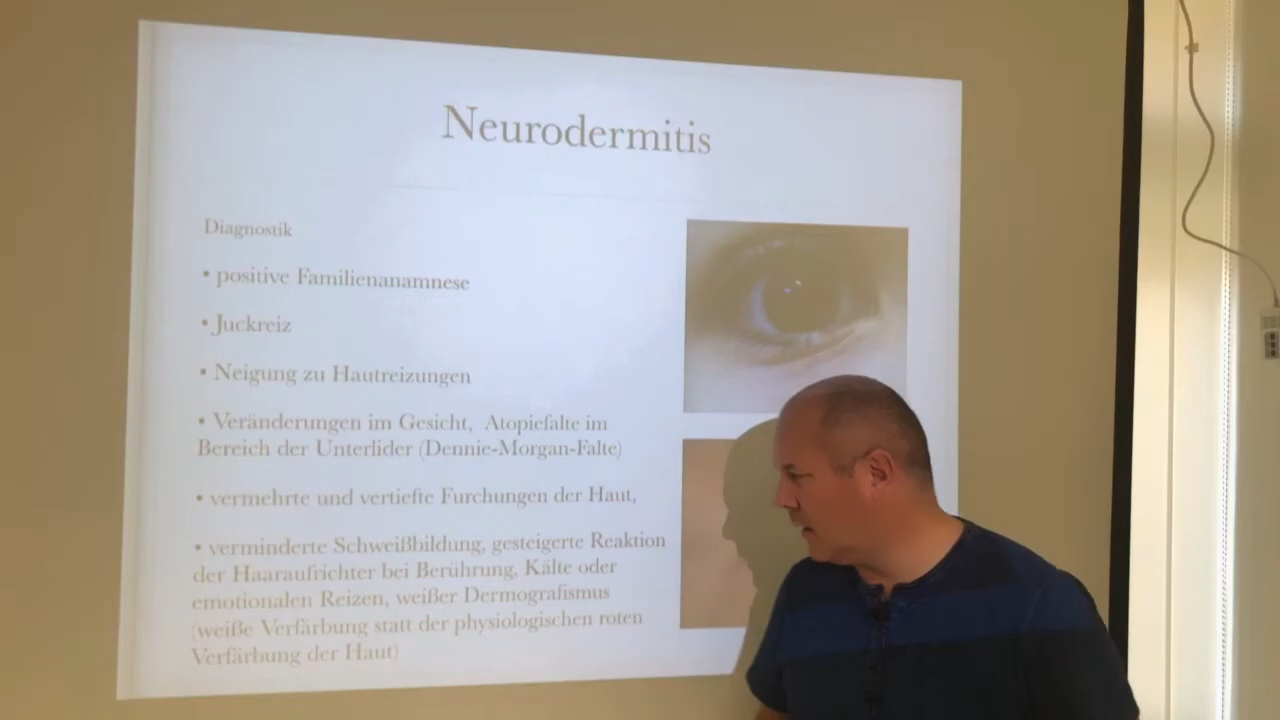 Neurodermitis
Diagnostik
• positive Familienanamnese
• Juckreiz
• Neigung zu Hautreizungen
• Veränderungen im Gesicht, Atopiefalte im
Bereich der Unterlider (Dennie-Morgan-Falte)
• vermehrte und vertiefte Furchungen der Haut,
• verminderte Schweißbildung, gesteigerte Reaktion
der Haaraufrichter bei Berührung, Kälte oder
emotionalen Reizen, weißer Dermografismus
(weiße Verfärbung statt der physiologischen roten
Verfärbung der Haut)